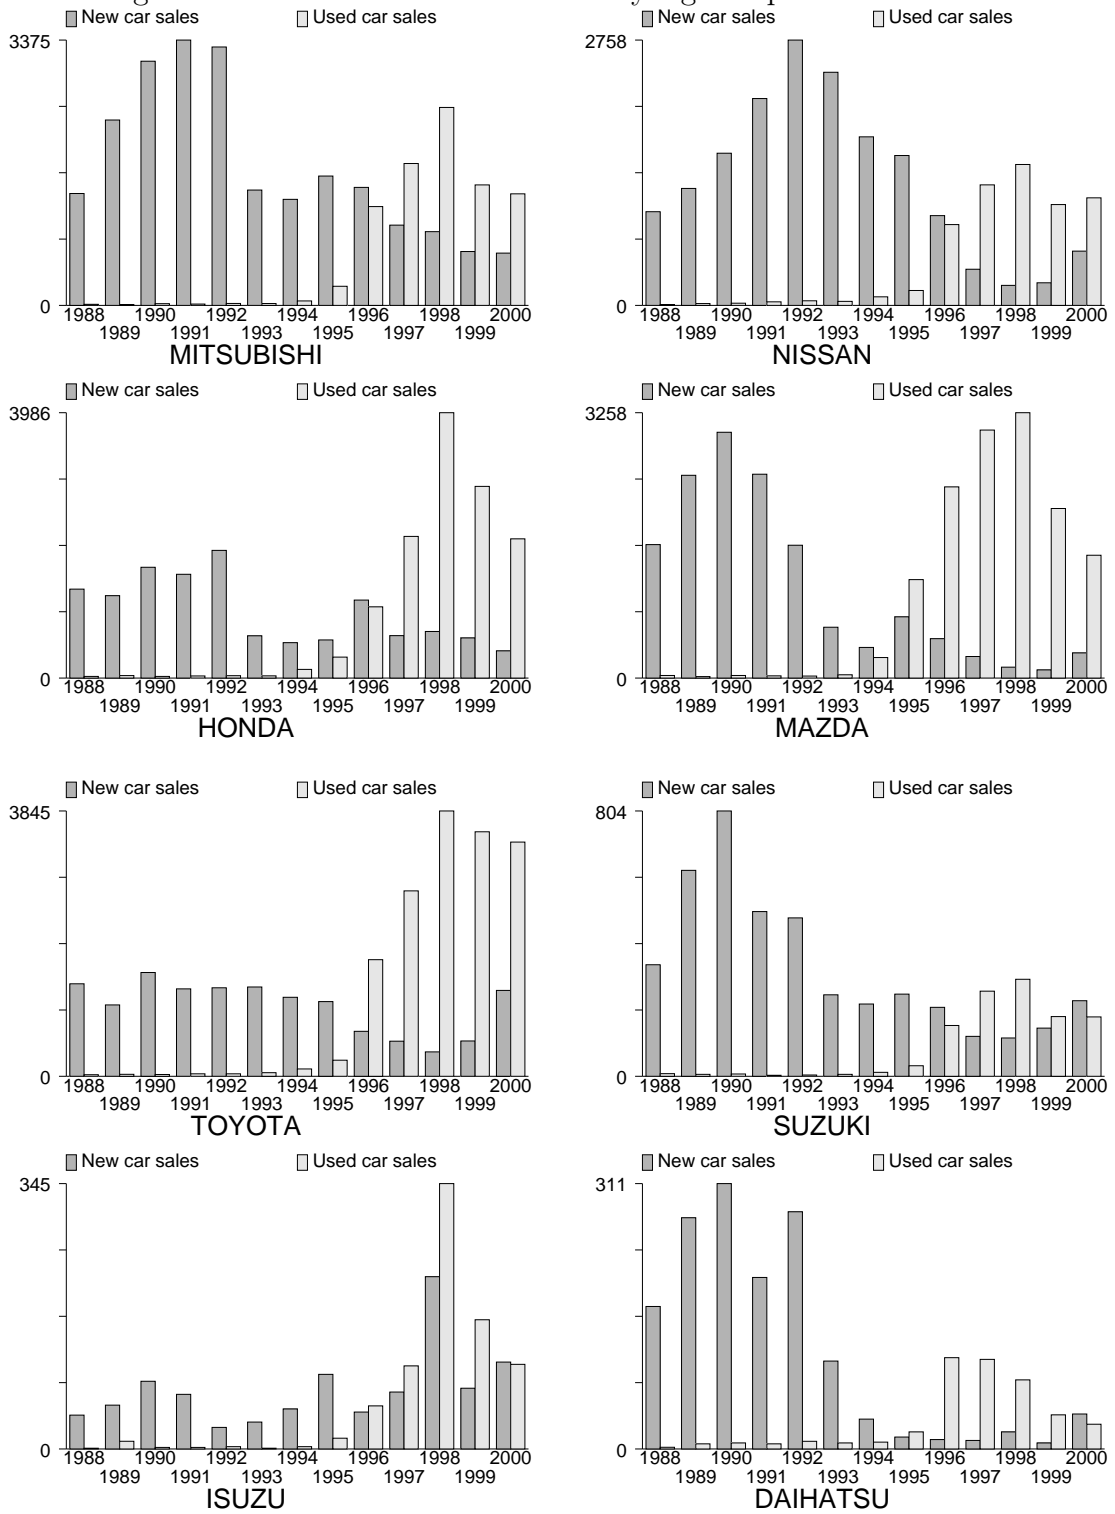 New car sales Used car sales New car sales Used car sales
3375 2758
0 0
1988 1990 1992 1994 1996 1998 2000 1988 1990 1992 1994 1996 1998 2000
1989 1991 1993 1995 1997 1999 1989 1991 1993 1995 1997 1999
MITSUBISHI NISSAN
New car sales Used car sales New car sales Used car sales
3986 3258
0 0
1988 1990 1992 1994 1996 1998 2000 1988 1990 1992 1994 1996 1998 2000
1989 1991 1993 1995 1997 1999 1989 1991 1993 1995 1997 1999
HONDA MAZDA
New car sales Used car sales New car sales Used car sales
3845 804
0 0
1988 1990 1992 1994 1996 1998 2000 1988 1990 1992 1994 1996 1998 2000
1989 1991 1993 1995 1997 1999 1989 1991 1993 1995 1997 1999
TOYOTA SUZUKI
New car sales Used car sales New car sales Used car sales
345 311
0 0
1988 1990 1992 1994 1996 1998 2000 1988 1990 1992 1994 1996 1998 2000
1989 1991 1993 1995 1997 1999 1989 1991 1993 1995 1997 1999
ISUZU DAIHATSU